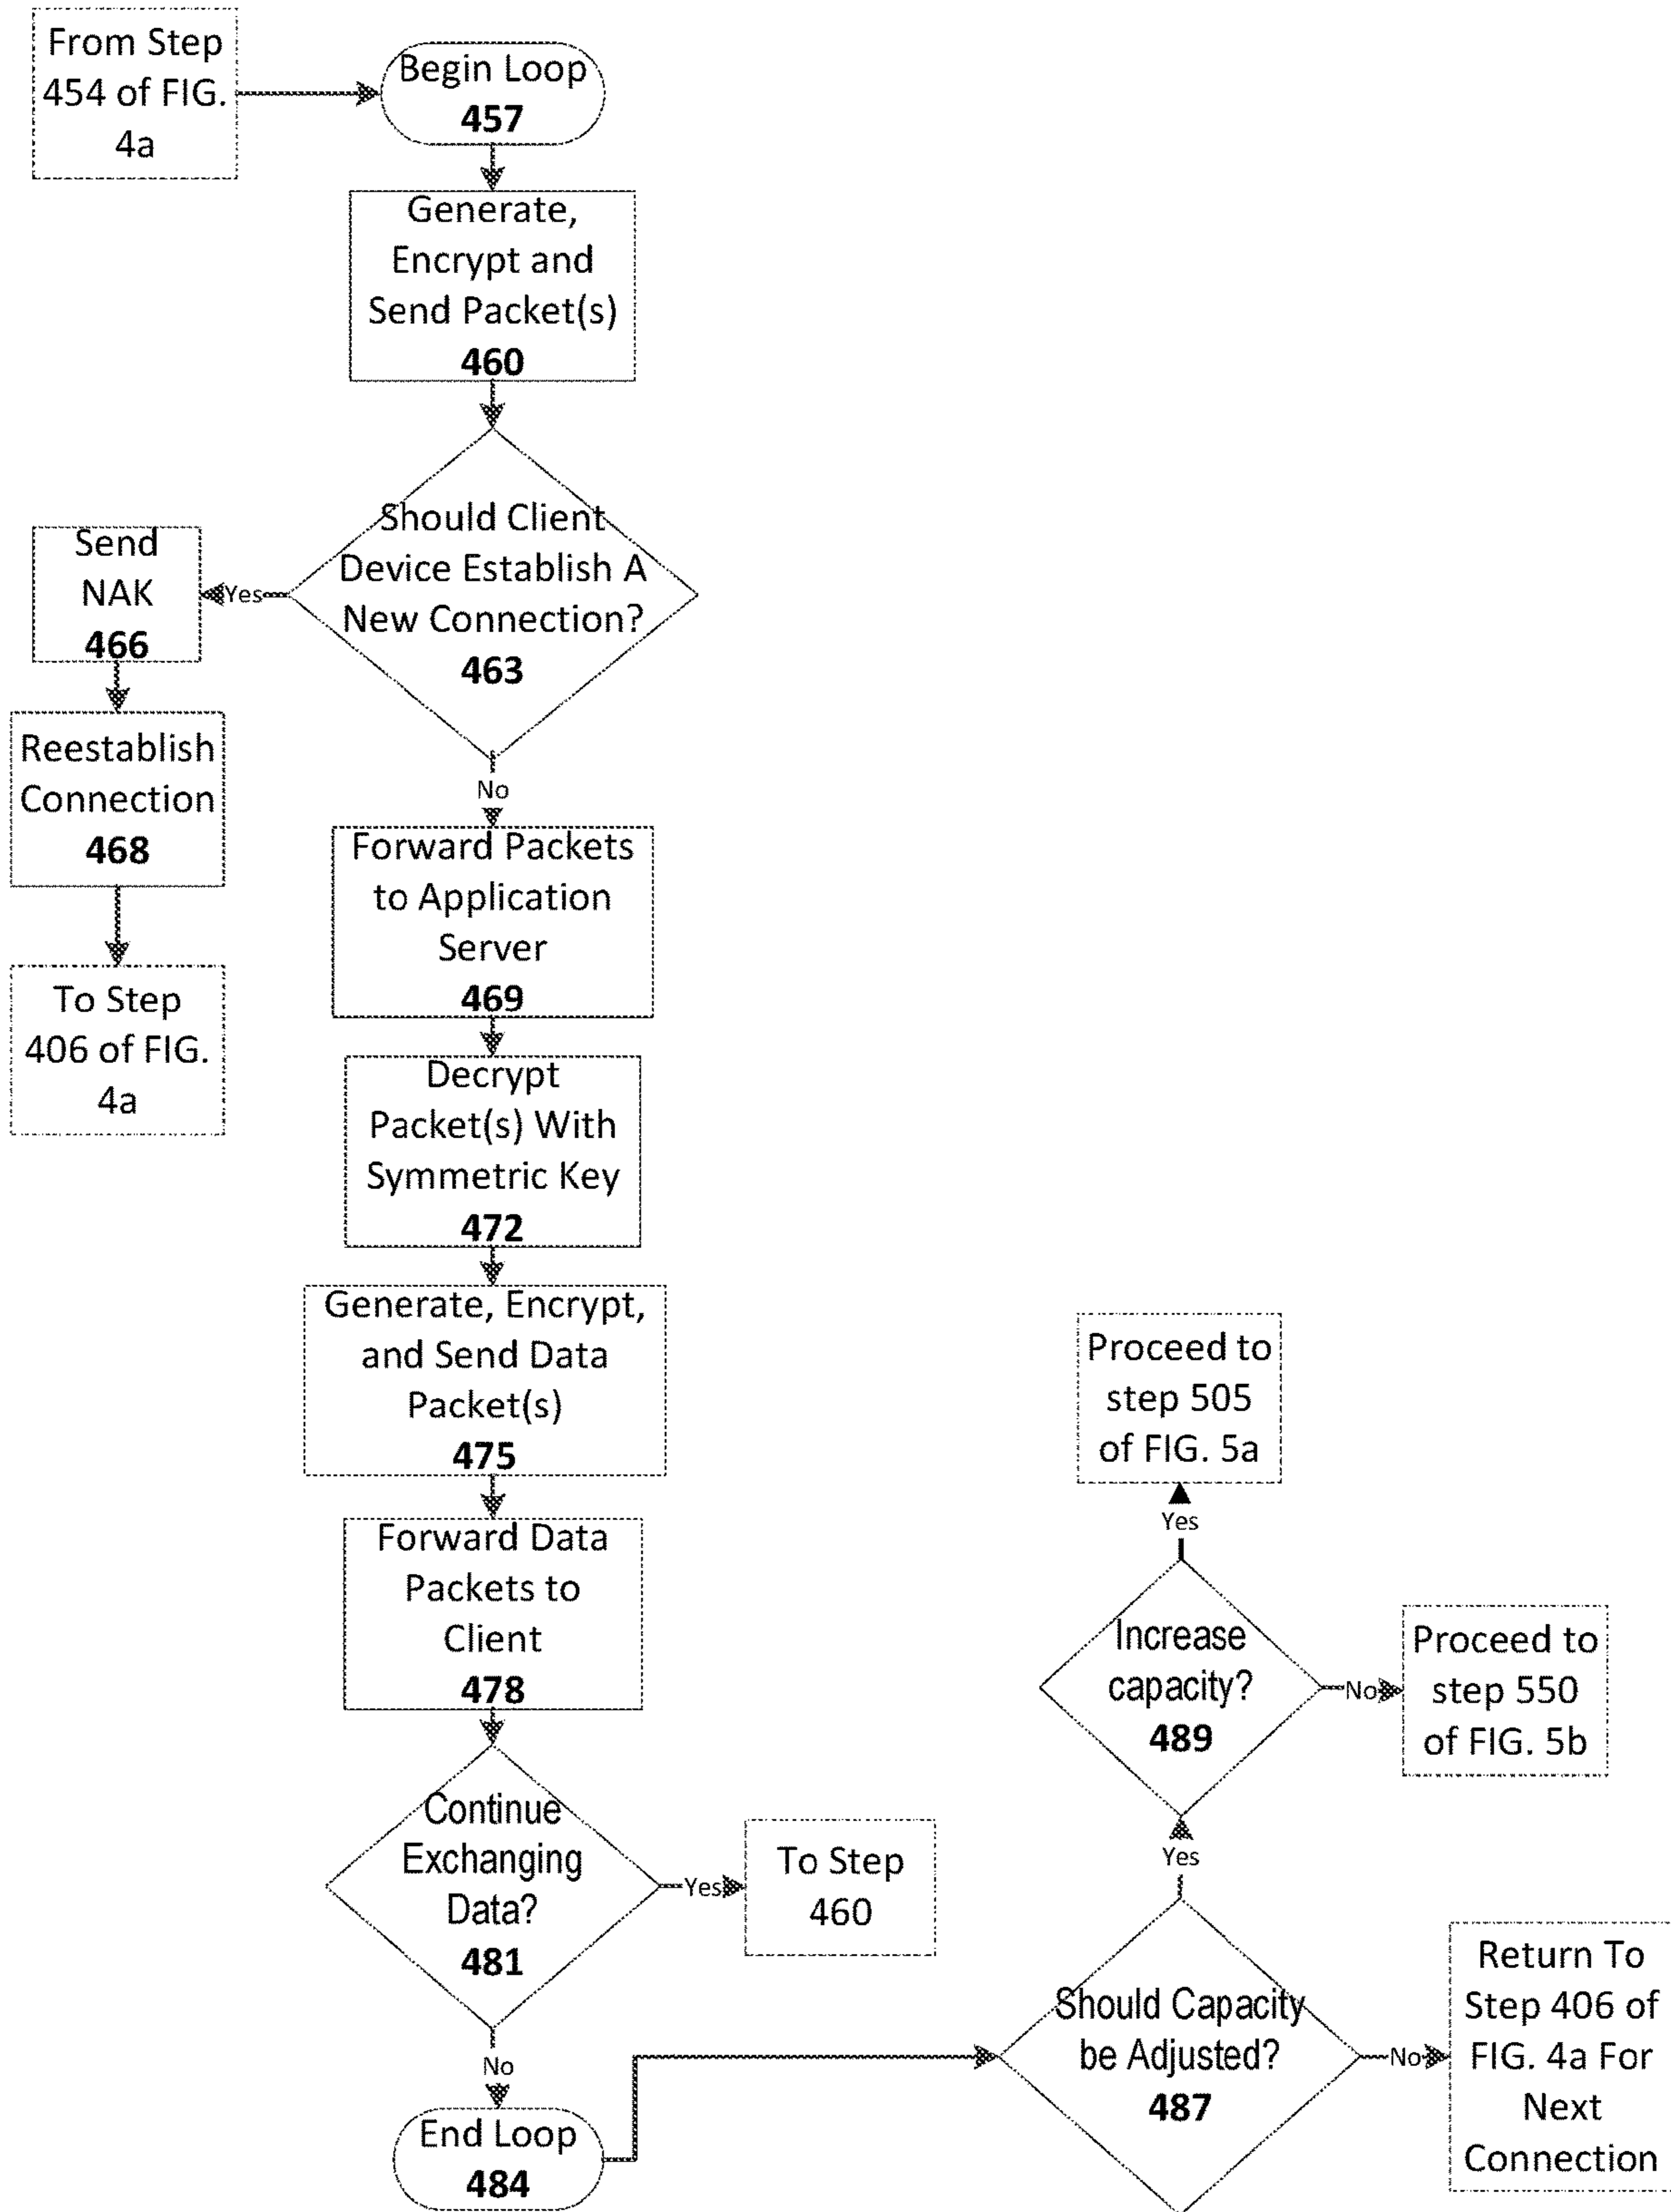 From Step
454 of FIG.
4a
Begin Loop
457
Generate,
Encrypt and
Send Packet(s)
460
Should Client
Device Establish A
New Connection?
463
Yes
Send
NAK
466
Reestablish
Connection
468
To Step
406 of FIG.
4a
No
Forward Packets
to Application
Server
469
Decrypt
Packet(s) With
Symmetric Key
472
Generate, Encrypt,
and Send Data
Packet(s)
475
Forward Data
Packets to
Client
478
Continue
Exchanging
Data?
481
Yes
To Step
460
No
End Loop
484
Should Capacity
be Adjusted?
487
No
Return To
Step 406 of
FIG. 4a For
Next
Connection
Yes
Increase
capacity?
489
No
Proceed to
step 550
of FIG. 5b
Yes
Proceed to
step 505
of FIG. 5a